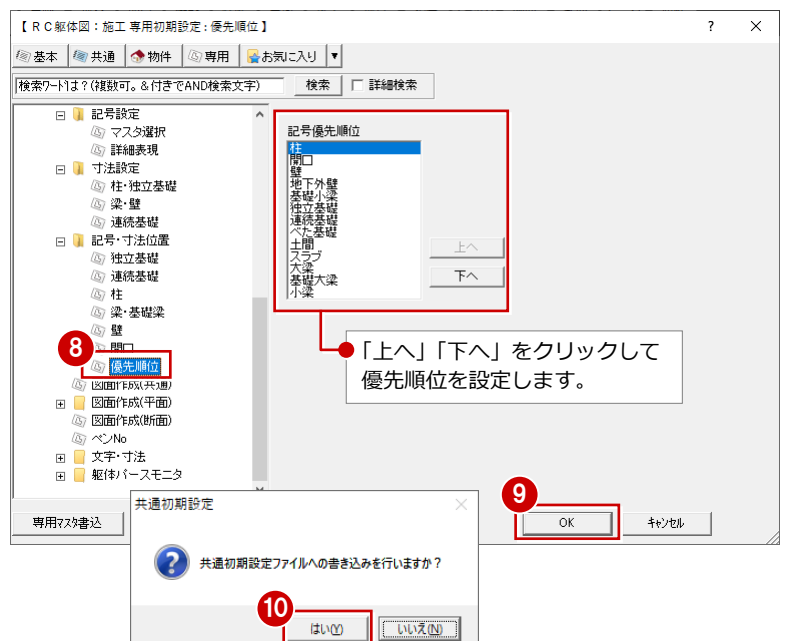 【 ＲＣ躯体図 : 施工 専用初期設定 : 優先順位 】
? ×
基本 共通 物件 専用 お気に入り ▼
検索ワードは？(複数可。＆付きでAND検索文字) 検索 詳細検索
記号設定
マスタ選択
詳細表現
寸法設定
柱・独立基礎
梁・壁
連続基礎
記号・寸法位置
独立基礎
連続基礎
柱
梁・基礎梁
壁
開口
8
優先順位
図面作成(共通)
図面作成(平面)
図面作成(断面)
ペンNo
文字・寸法
躯体パースモニタ
記号優先順位
柱
開口
壁
地下外壁
基礎小梁
独立基礎
連続基礎
べた基礎
土間
スラブ
大梁
基礎大梁
小梁
上へ
下へ
「上へ」「下へ」をクリックして
優先順位を設定します。
専用マスタ書込
9
OK キャンセル
共通初期設定 ×
共通初期設定ファイルへの書き込みを行いますか？
10
はい(Y) いいえ(N)